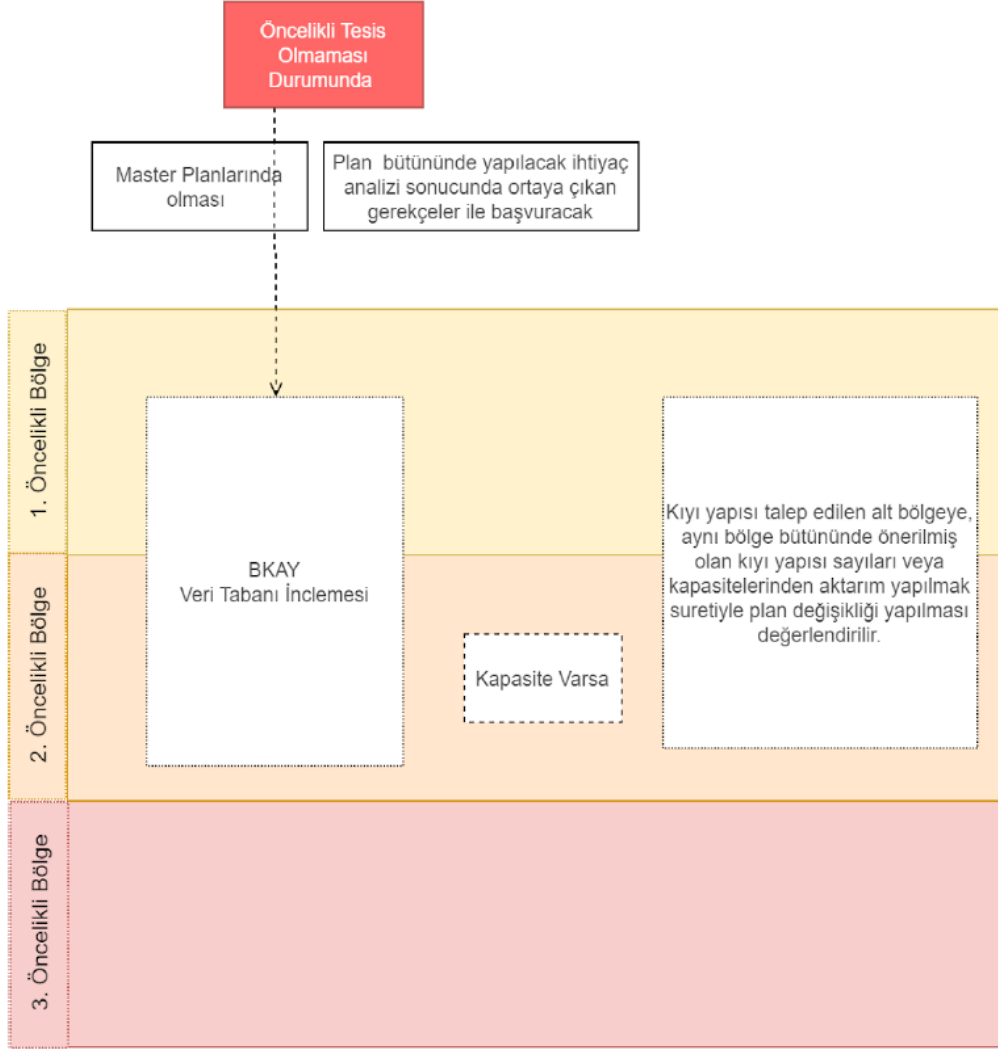 Öncelikli Tesis
Olmaması
Durumunda
Master Planlarında
olması
Plan bütününde yapılacak ihtiyaç
analizi sonucunda ortaya çıkan
gerekçeler ile başvuracak
1. Öncelikli Bölge
2. Öncelikli Bölge
3. Öncelikli Bölge
BKAY
Veri Tabanı İnclemesi
Kapasite Varsa
Kıyı yapısı talep edilen alt bölgeye,
aynı bölge bütününde önerilmiş
olan kıyı yapısı sayıları veya
kapasitelerinden aktarım yapılmak
suretiyle plan değişikliği yapılması
değerlendirilir.